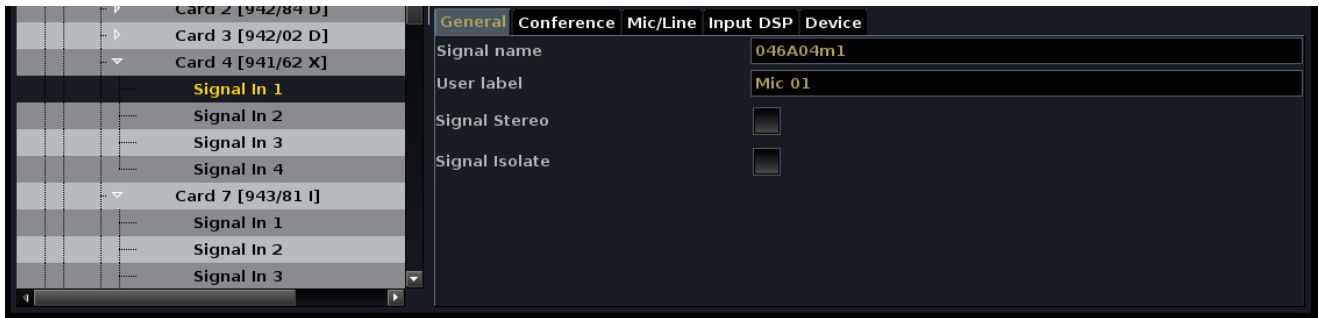 Card 2 [942/84 D]
Card 3 [942/02 D]
Card 4 [941/62 X]
Signal In 1
Signal In 2
Signal In 3
Signal In 4
Card 7 [943/81 I]
Signal In 1
Signal In 2
Signal In 3
General Conference Mic/Line Input DSP Device
Signal name 046A04m1
User label Mic 01
Signal Stereo
Signal Isolate